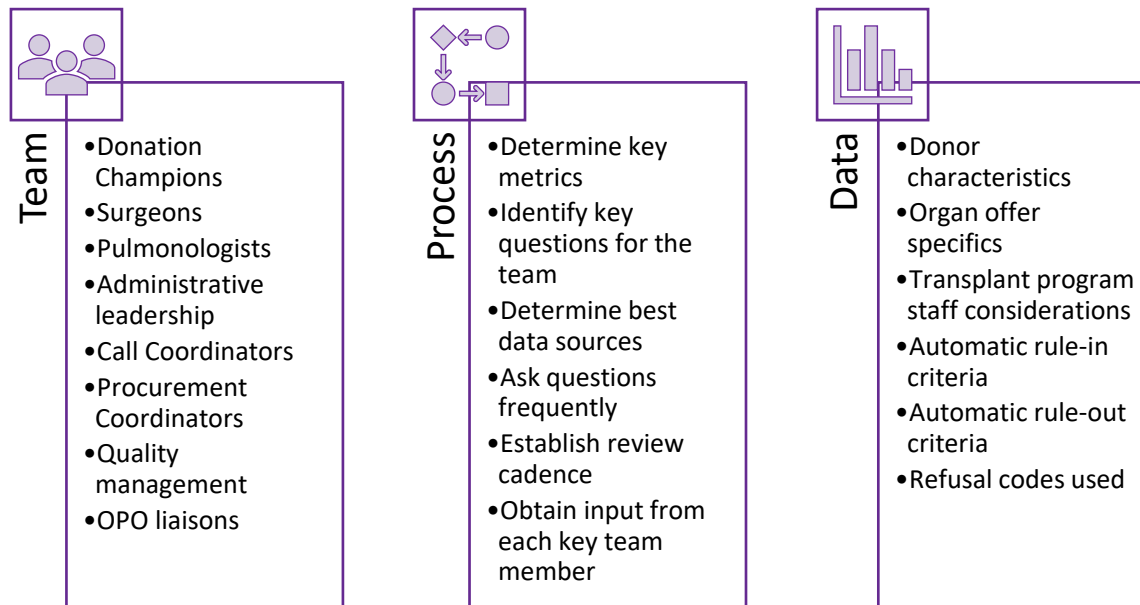 Team
•Donation
Champions
•Surgeons
•Pulmonologists
•Administrative
leadership
•Call Coordinators
•Procurement
Coordinators
•Quality
management
•OPO liaisons
Process
•Determine key
metrics
•Identify key
questions for the
team
•Determine best
data sources
•Ask questions
frequently
•Establish review
cadence
•Obtain input from
each key team
member
Data
•Donor
characteristics
•Organ offer
specifics
•Transplant program
staff considerations
•Automatic rule-in
criteria
•Automatic rule-out
criteria
•Refusal codes used